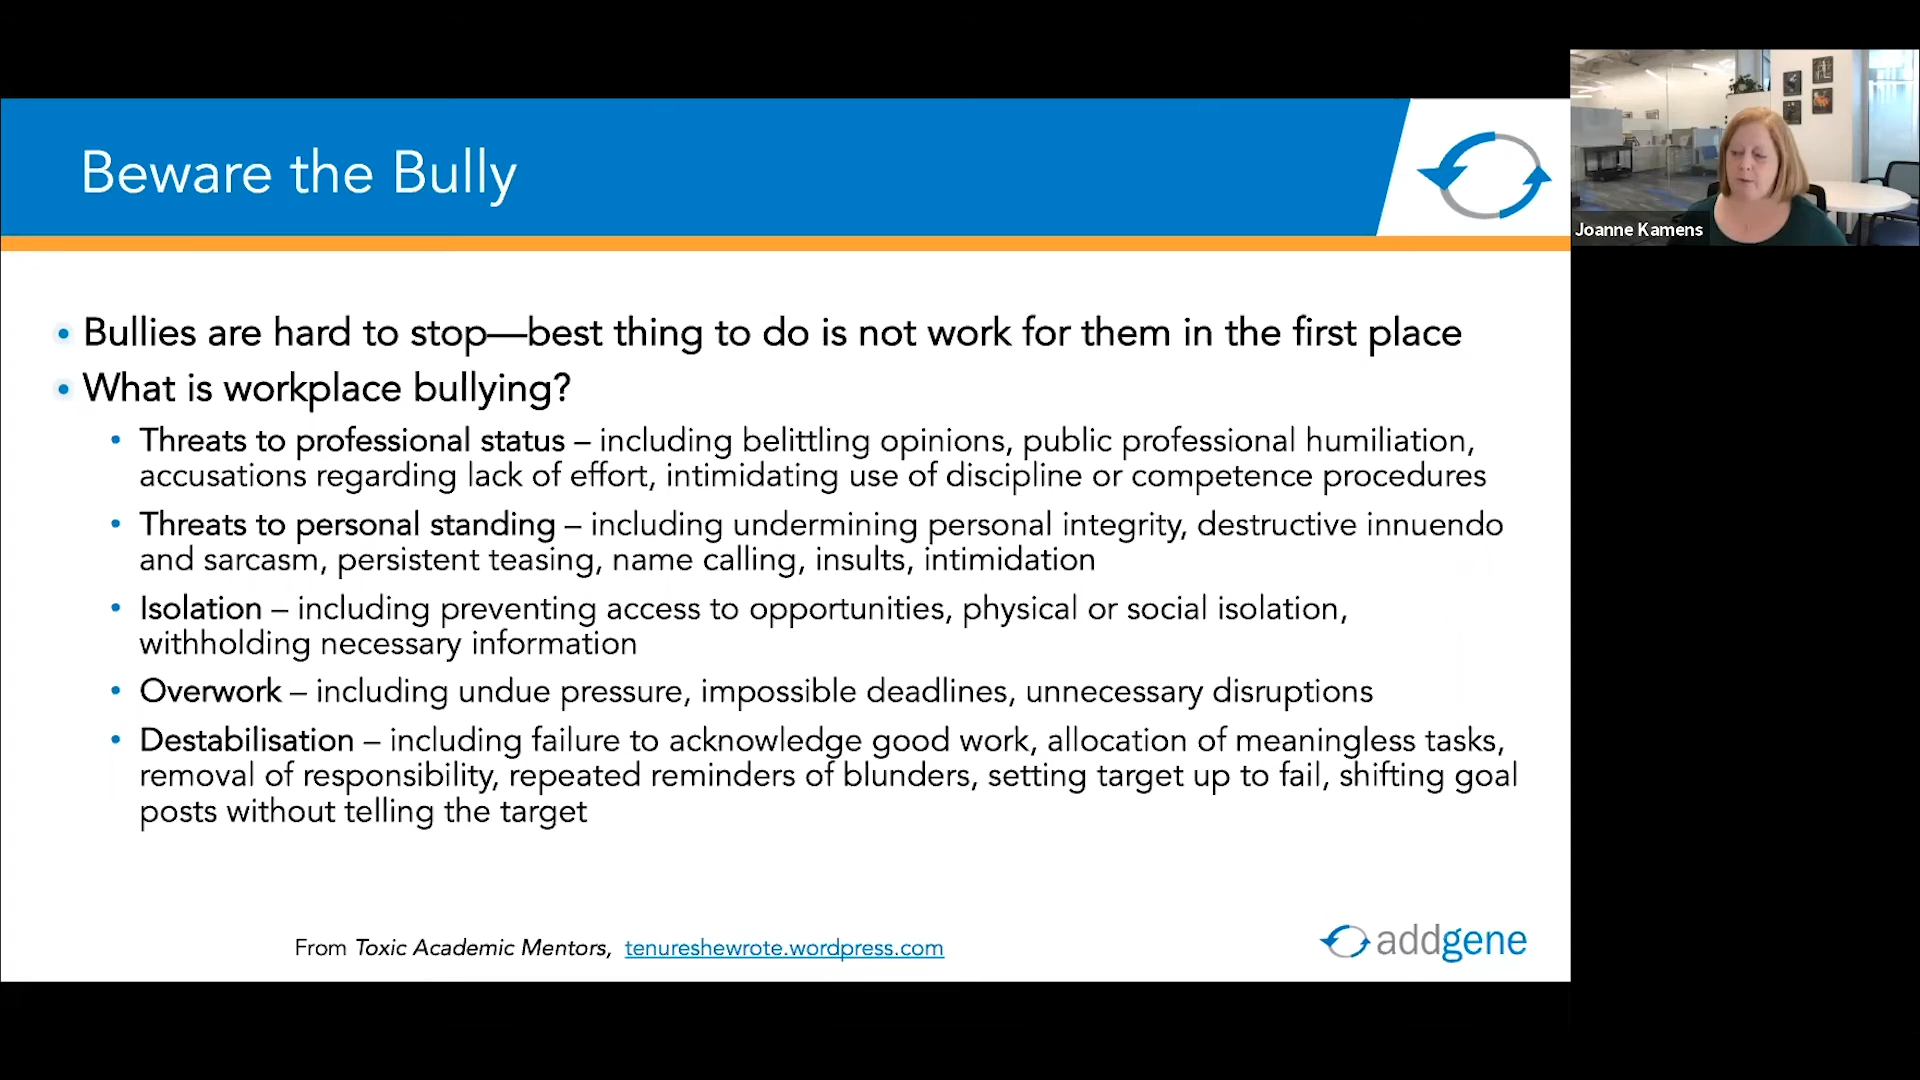 Beware the Bully
Joanne Kamens
• Bullies are hard to stop—best thing to do is not work for them in the first place
• What is workplace bullying?
• Threats to professional status – including belittling opinions, public professional humiliation,
accusations regarding lack of effort, intimidating use of discipline or competence procedures
• Threats to personal standing – including undermining personal integrity, destructive innuendo
and sarcasm, persistent teasing, name calling, insults, intimidation
• Isolation – including preventing access to opportunities, physical or social isolation,
withholding necessary information
• Overwork – including undue pressure, impossible deadlines, unnecessary disruptions
• Destabilisation – including failure to acknowledge good work, allocation of meaningless tasks,
removal of responsibility, repeated reminders of blunders, setting target up to fail, shifting goal
posts without telling the target
From Toxic Academic Mentors, tenureshewrote.wordpress.com
addgene